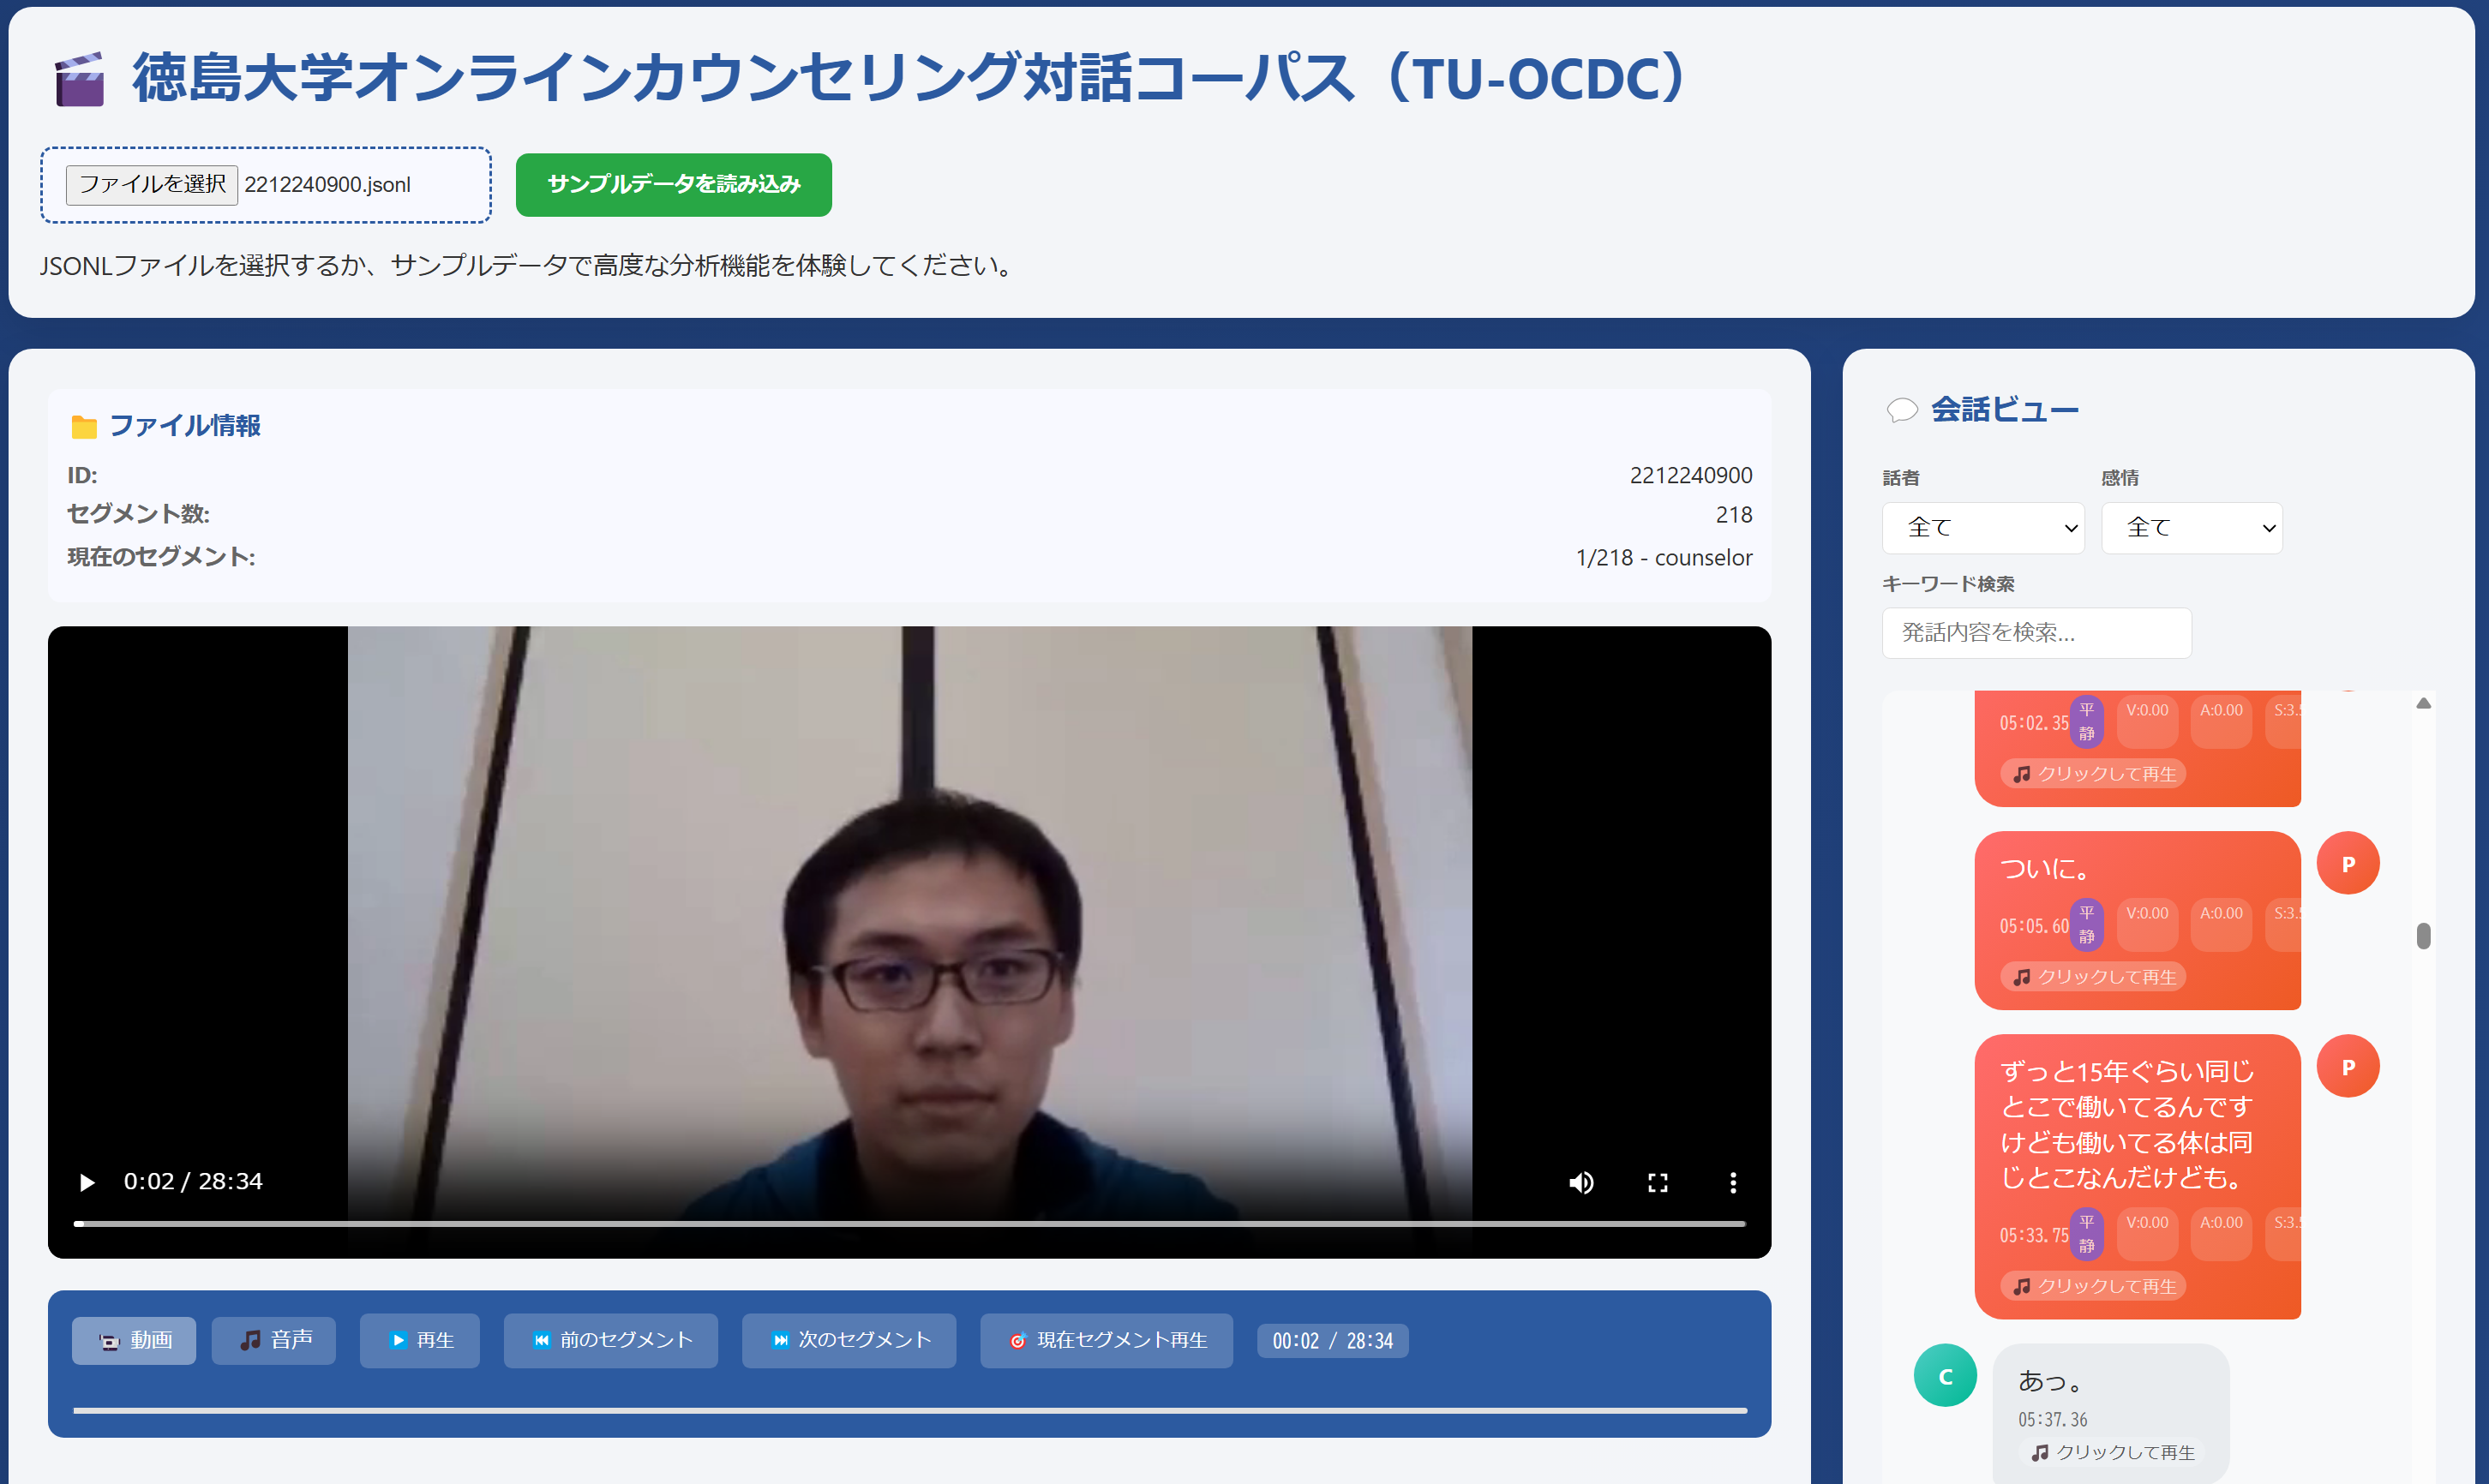 徳島大学オンラインカウンセリング対話コーパス（TU-OCDC）
ファイルを選択 2212240900.jsonl
サンプルデータを読み込み
JSONLファイルを選択するか、サンプルデータで高度な分析機能を体験してください。
ファイル情報
ID: 2212240900
セグメント数: 218
現在のセグメント: 1/218 - counselor
0:02 / 28:34
動画 音声 再生 前のセグメント 次のセグメント 現在セグメント再生 00:02 / 28:34
会話ビュー
話者 感情
全て 全て
キーワード検索
発話内容を検索...
05:02.35 平静 V:0.00 A:0.00 S:3.
クリックして再生
ついに。
P
05:05.60 平静 V:0.00 A:0.00 S:3.
クリックして再生
ずっと15年ぐらい同じ
とこで働いてるんです
けども働いてる体は同
じとこなんだけども。
P
05:33.75 平静 V:0.00 A:0.00 S:3.
クリックして再生
C
あっ。
05:37.36
クリックして再生